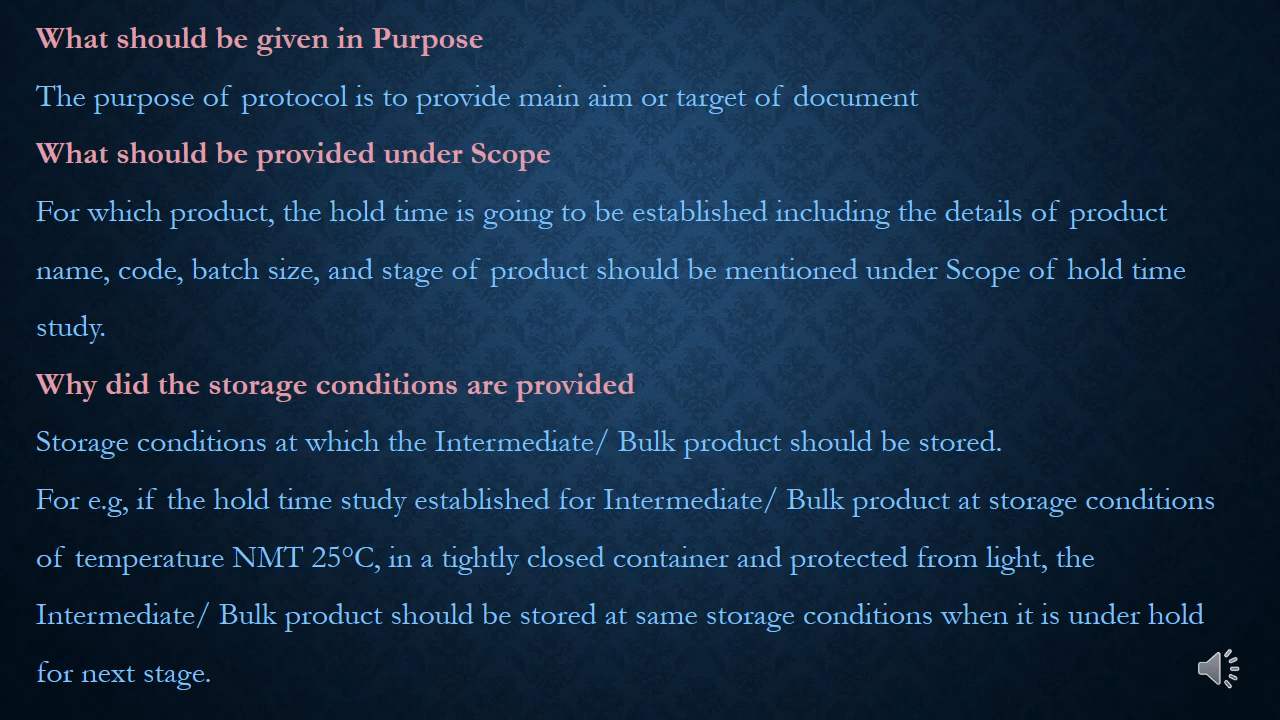 What should be given in Purpose
The purpose of protocol is to provide main aim or target of document
What should be provided under Scope
For which product, the hold time is going to be established including the details of product
name, code, batch size, and stage of product should be mentioned under Scope of hold time
study.
Why did the storage conditions are provided
Storage conditions at which the Intermediate/ Bulk product should be stored.
For e.g, if the hold time study established for Intermediate/ Bulk product at storage conditions
of temperature NMT 25°C, in a tightly closed container and protected from light, the
Intermediate/ Bulk product should be stored at same storage conditions when it is under hold
for next stage.